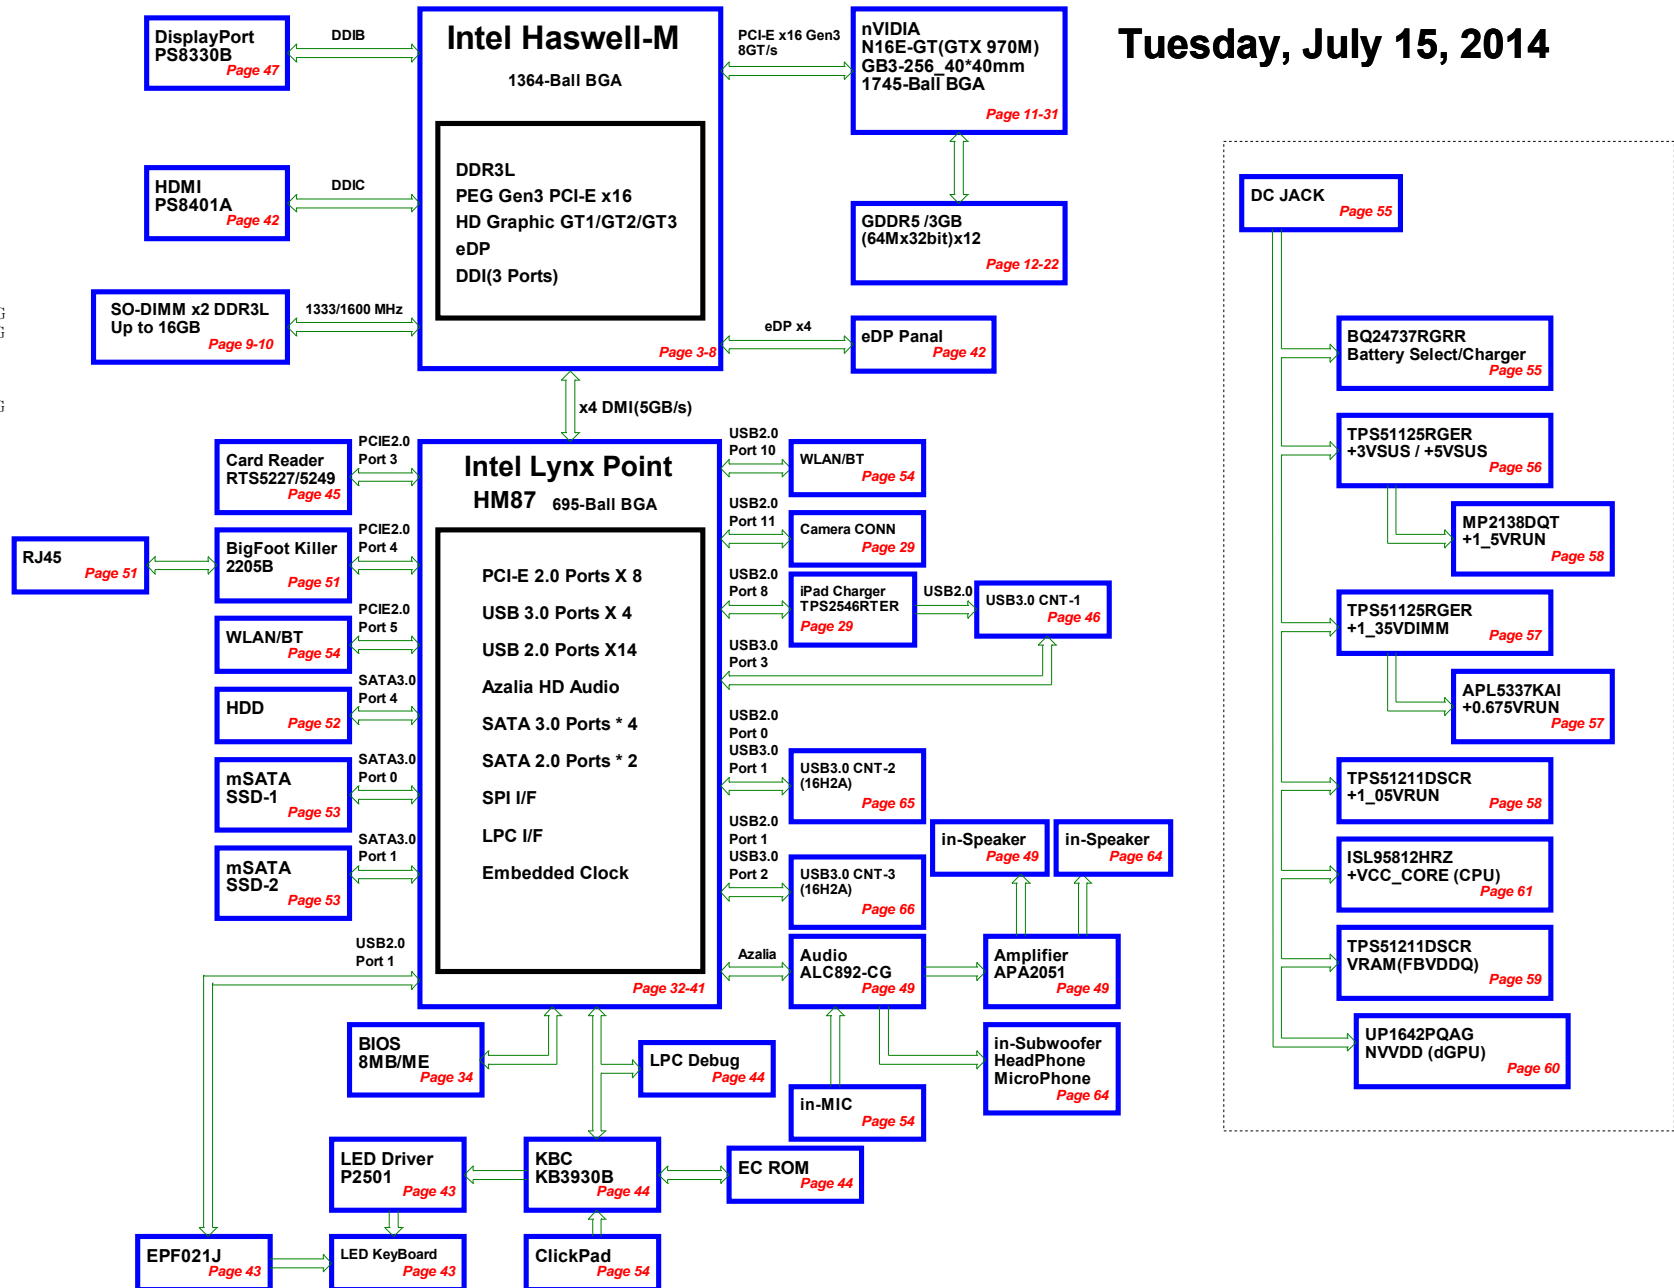 Tuesday, July 15, 2014
DisplayPort
PS8330B
Page 47
DDIB
HDMI
PS8401A
Page 42
DDIC
SO-DIMM x2 DDR3L
Up to 16GB
Page 9-10
1333/1600 MHz
G
G
G
Intel Haswell-M
1364-Ball BGA
DDR3L
PEG Gen3 PCI-E x16
HD Graphic GT1/GT2/GT3
eDP
DDI(3 Ports)
Page 3-8
PCI-E x16 Gen3
8GT/s
nVIDIA
N16E-GT(GTX 970M)
GB3-256_40*40mm
1745-Ball BGA
Page 11-31
GDDR5 /3GB
(64Mx32bit)x12
Page 12-22
eDP x4
eDP Panal
Page 42
x4 DMI(5GB/s)
Card Reader
RTS5227/5249
Page 45
PCIE2.0
Port 3
RJ45
Page 51
BigFoot Killer
2205B
Page 51
PCIE2.0
Port 4
WLAN/BT
Page 54
PCIE2.0
Port 5
HDD
Page 52
SATA3.0
Port 4
mSATA
SSD-1
Page 53
SATA3.0
Port 0
mSATA
SSD-2
Page 53
SATA3.0
Port 1
USB2.0
Port 1
Intel Lynx Point
HM87 695-Ball BGA
PCI-E 2.0 Ports X 8
USB 3.0 Ports X 4
USB 2.0 Ports X14
Azalia HD Audio
SATA 3.0 Ports * 4
SATA 2.0 Ports * 2
SPI I/F
LPC I/F
Embedded Clock
Page 32-41
USB2.0
Port 10
WLAN/BT
Page 54
USB2.0
Port 11
Camera CONN
Page 29
USB2.0
Port 8
iPad Charger
TPS2546RTER
Page 29
USB2.0
USB3.0 CNT-1
Page 46
USB3.0
Port 3
USB2.0
Port 0
USB3.0
Port 1
USB3.0 CNT-2
(16H2A)
Page 65
USB2.0
Port 1
USB3.0
Port 2
USB3.0 CNT-3
(16H2A)
Page 66
in-Speaker
Page 49
in-Speaker
Page 64
Azalia
Audio
ALC892-CG
Page 49
Amplifier
APA2051
Page 49
in-Subwoofer
HeadPhone
MicroPhone
Page 64
in-MIC
Page 54
BIOS
8MB/ME
Page 34
LPC Debug
Page 44
LED Driver
P2501
Page 43
KBC
KB3930B
Page 44
EC ROM
Page 44
EPF021J
Page 43
LED KeyBoard
Page 43
ClickPad
Page 54
DC JACK
Page 55
BQ24737RGRR
Battery Select/Charger
Page 55
TPS51125RGER
+3VSUS / +5VSUS
Page 56
MP2138DQT
+1_5VRUN
Page 58
TPS51125RGER
+1_35VDIMM
Page 57
APL5337KAI
+0.675VRUN
Page 57
TPS51211DSCR
+1_05VRUN
Page 58
ISL95812HRZ
+VCC_CORE (CPU)
Page 61
TPS51211DSCR
VRAM(FBVDDQ)
Page 59
UP1642PQAG
NVVDD (dGPU)
Page 60